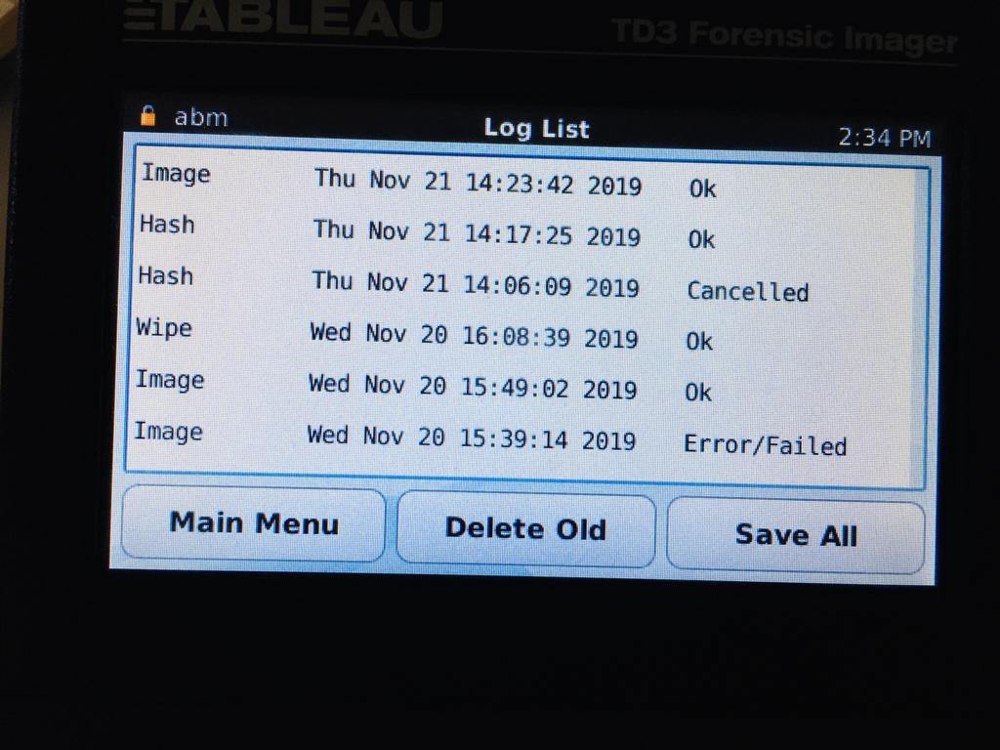 TABLEAU TD3 Forensic Imager
abm Log List 2:34 PM
Image Thu Nov 21 14:23:42 2019 Ok
Hash Thu Nov 21 14:17:25 2019 Ok
Hash Thu Nov 21 14:06:09 2019 Cancelled
Wipe Wed Nov 20 16:08:39 2019 Ok
Image Wed Nov 20 15:49:02 2019 Ok
Image Wed Nov 20 15:39:14 2019 Error/Failed
Main Menu Delete Old Save All